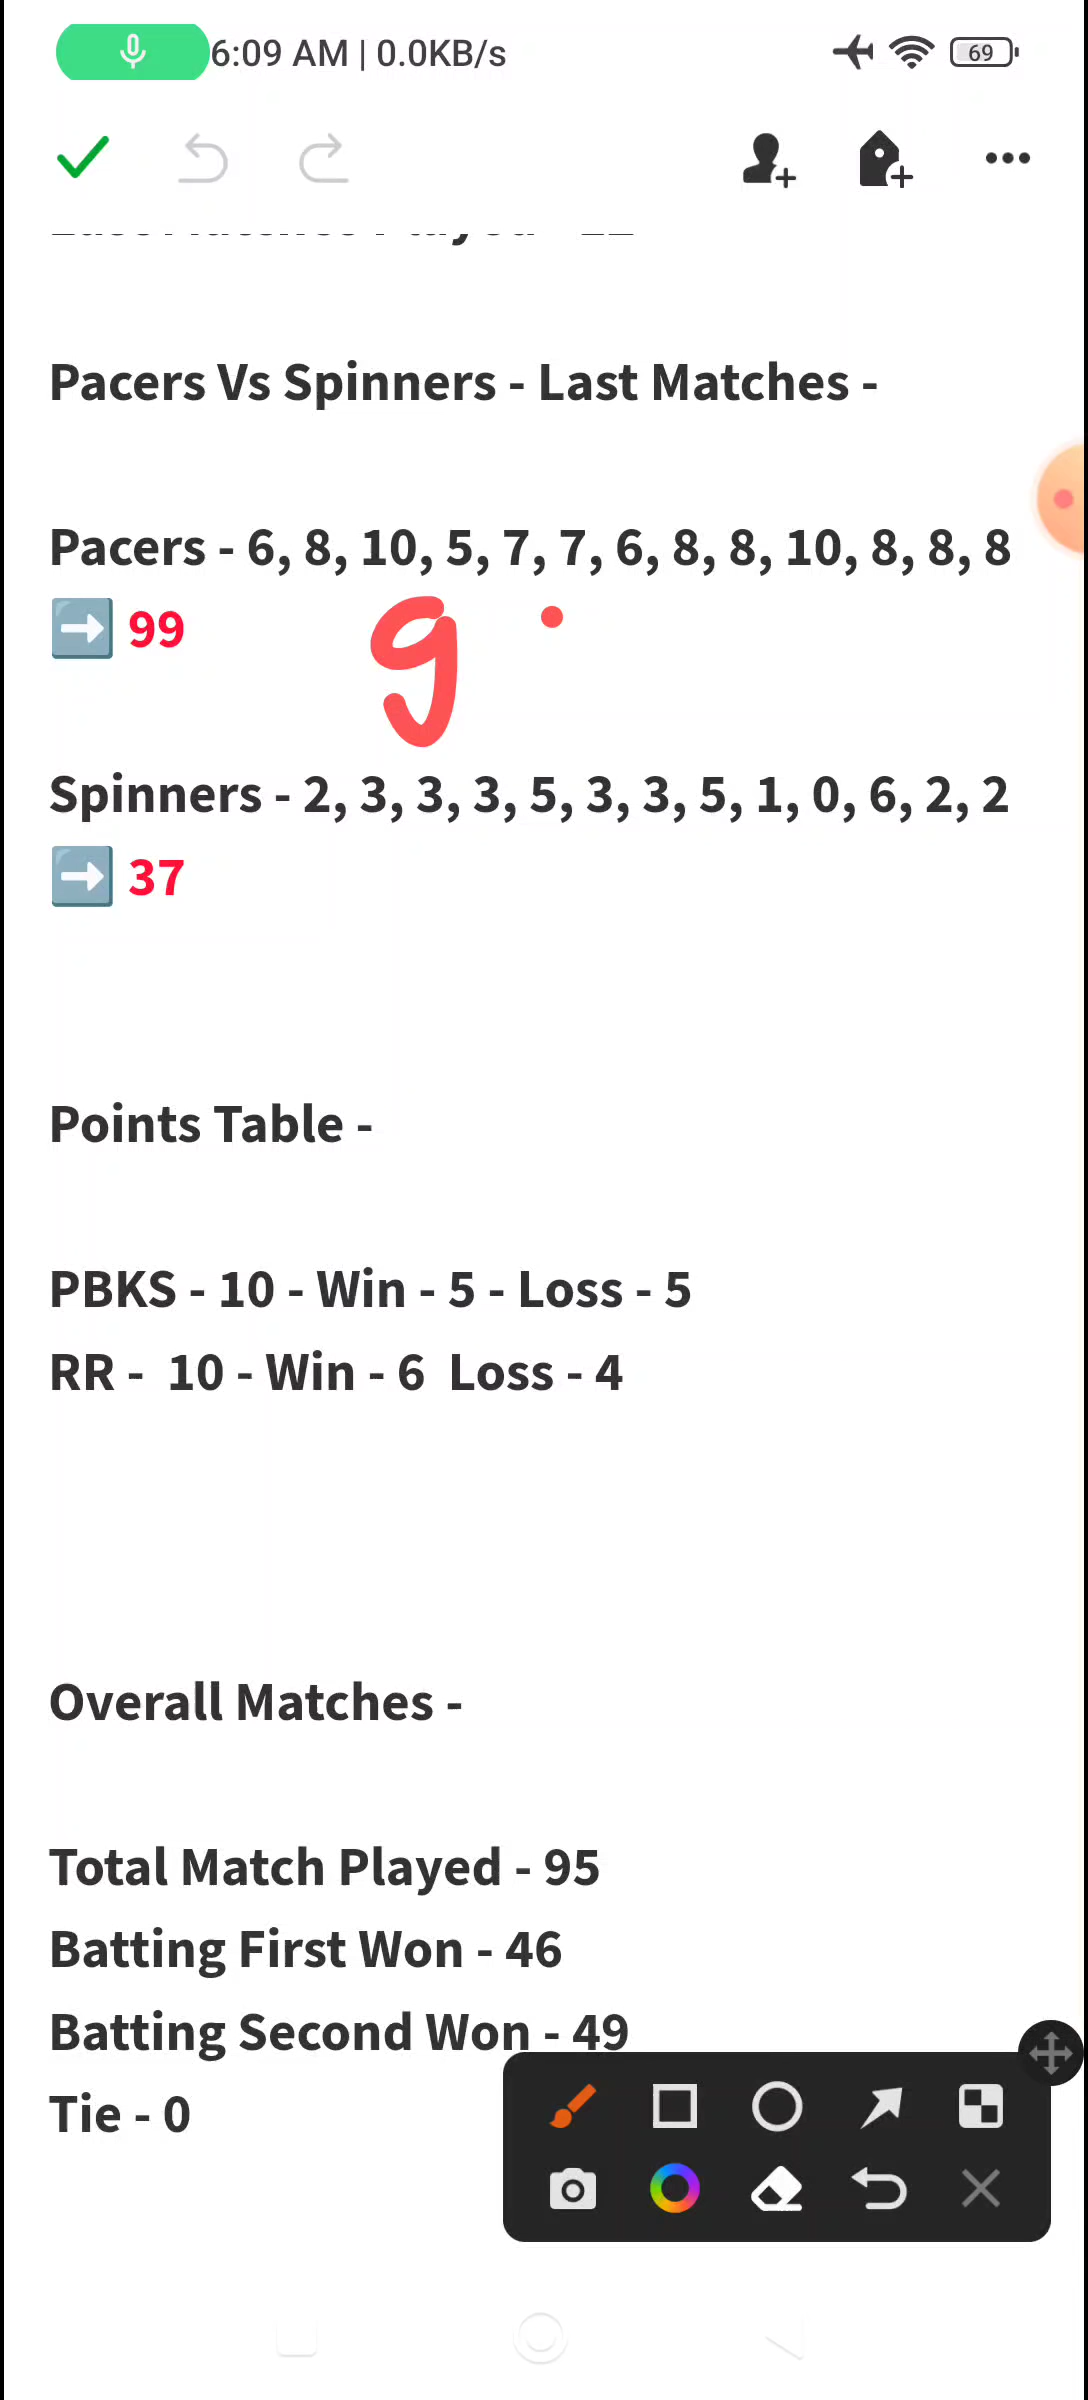 6:09 AM | 0.0KB/s
69
Pacers Vs Spinners - Last Matches -
Pacers - 6, 8, 10, 5, 7, 7, 6, 8, 8, 10, 8, 8, 8
➡️ 99
9
Spinners - 2, 3, 3, 3, 5, 3, 3, 5, 1, 0, 6, 2, 2
➡️ 37
Points Table -
PBKS - 10 - Win - 5 - Loss - 5
RR - 10 - Win - 6 Loss - 4
Overall Matches -
Total Match Played - 95
Batting First Won - 46
Batting Second Won - 49
Tie - 0